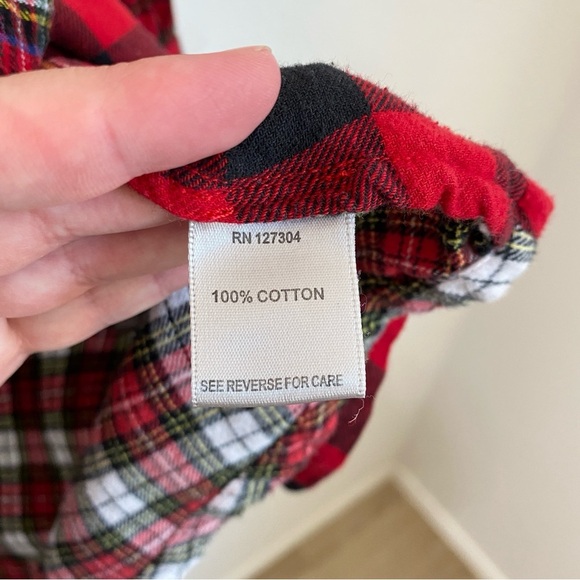 RN 127304
100% COTTON
SEE REVERSE FOR CARE